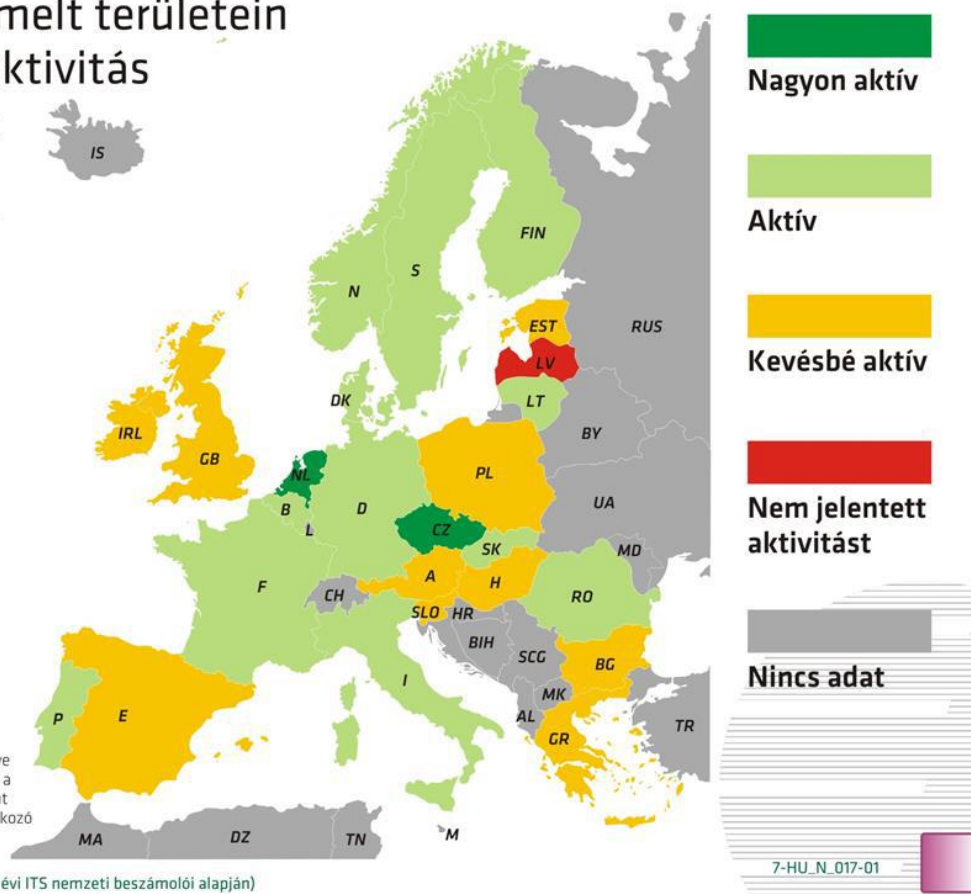 melt területein
ktivitás
IS
FIN
S
N
EST
RUS
LV
DK
LT
BY
IRL
GB
NL
PL
B
D
UA
L
CZ
SK
MD
F
CH
A
H
RO
SLO
HR
BIH
SCG
BG
I
MK
P
E
AL
TR
GR
M
MA
DZ
TN
Nagyon aktív
Aktív
Kevésbé aktív
Nem jelentett
aktivitást
Nincs adat
a
kozó
évi ITS nemzeti beszámolói alapján)
7-HU_N_017-01